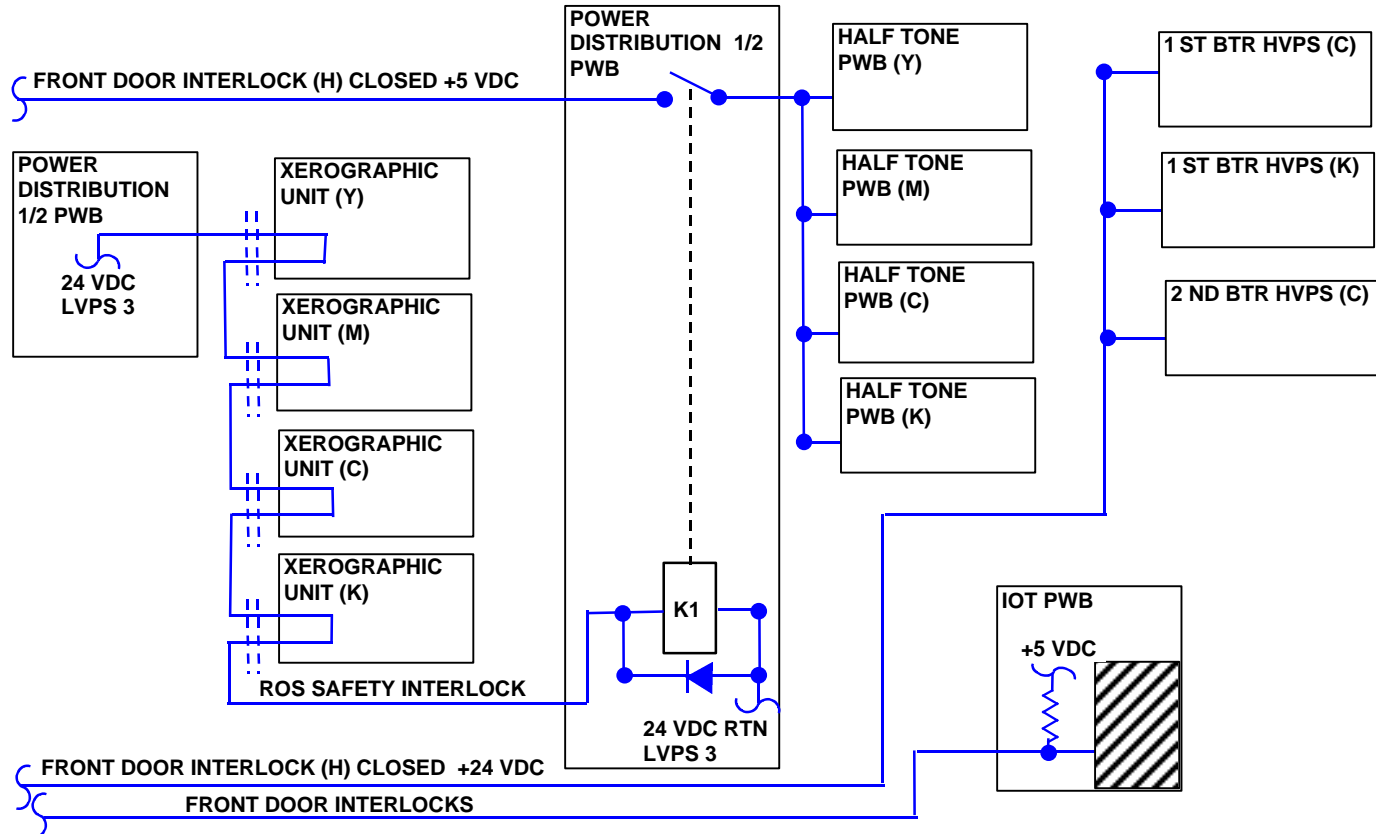 POWER
DISTRIBUTION 1/2
PWB
HALF TONE
PWB (Y)
1 ST BTR HVPS (C)
FRONT DOOR INTERLOCK (H) CLOSED +5 VDC
POWER
DISTRIBUTION
1/2 PWB
24 VDC
LVPS 3
XEROGRAPHIC
UNIT (Y)
HALF TONE
PWB (M)
1 ST BTR HVPS (K)
XEROGRAPHIC
UNIT (M)
HALF TONE
PWB (C)
2 ND BTR HVPS (C)
HALF TONE
PWB (K)
XEROGRAPHIC
UNIT (C)
XEROGRAPHIC
UNIT (K)
K1
IOT PWB
+5 VDC
ROS SAFETY INTERLOCK
24 VDC RTN
LVPS 3
FRONT DOOR INTERLOCK (H) CLOSED +24 VDC
FRONT DOOR INTERLOCKS